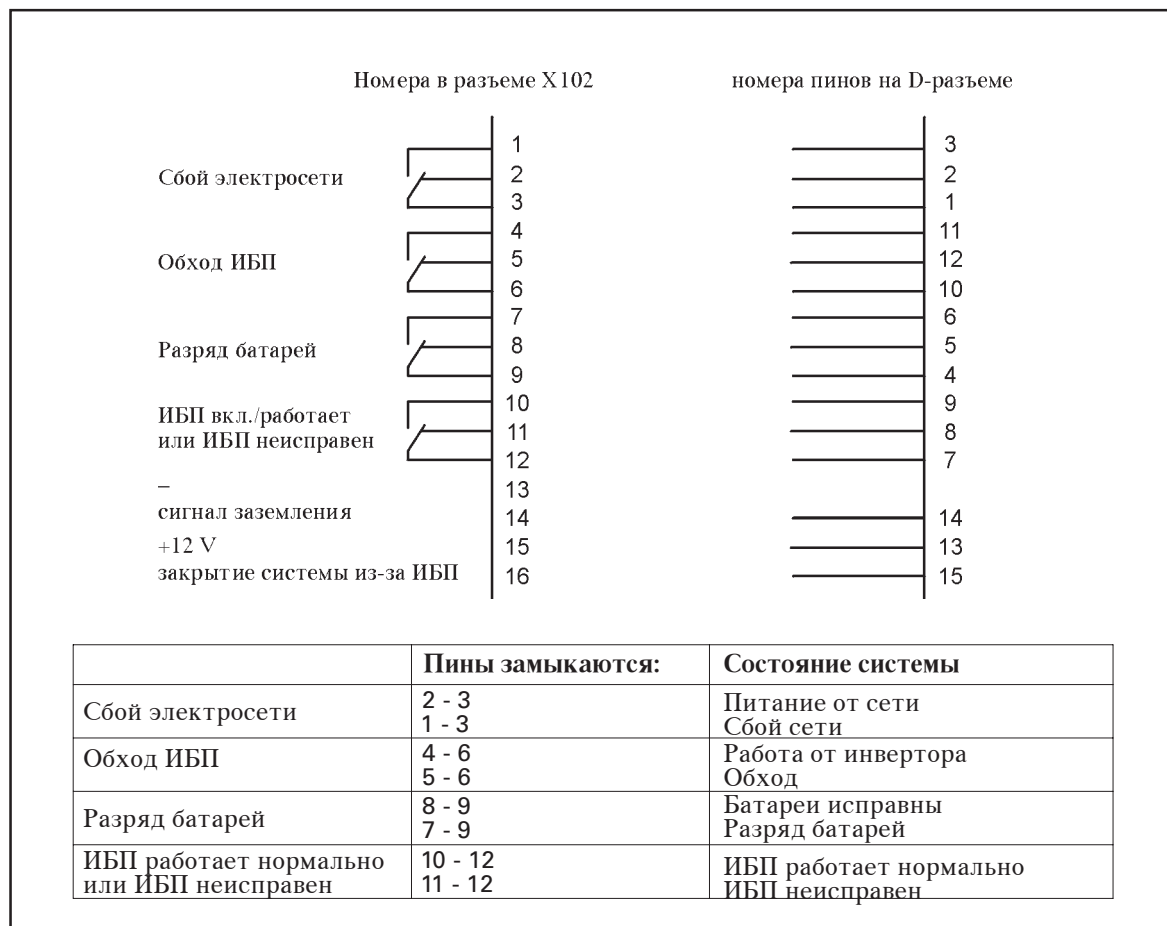 Номера в разъеме X102 номера пинов на D-разъеме
1 3
Сбой электросети 2 2
3 1
4 11
Обход ИБП 5 12
6 10
7 6
Разряд батарей 8 5
9 4
10 9
ИБП вкл./работает
или ИБП неисправен 11 8
12 7
– 13
сигнал заземления 14 14
+12 V 15 13
закрытие системы из-за ИБП 16 15
Пины замыкаются: Состояние системы
Сбой электросети 2 - 3 Питание от сети
1 - 3 Сбой сети
Обход ИБП 4 - 6 Работа от инвертора
5 - 6 Обход
Разряд батарей 8 - 9 Батареи исправны
7 - 9 Разряд батарей
ИБП работает нормально 10 - 12 ИБП работает нормально
или ИБП неисправен 11 - 12 ИБП неисправен